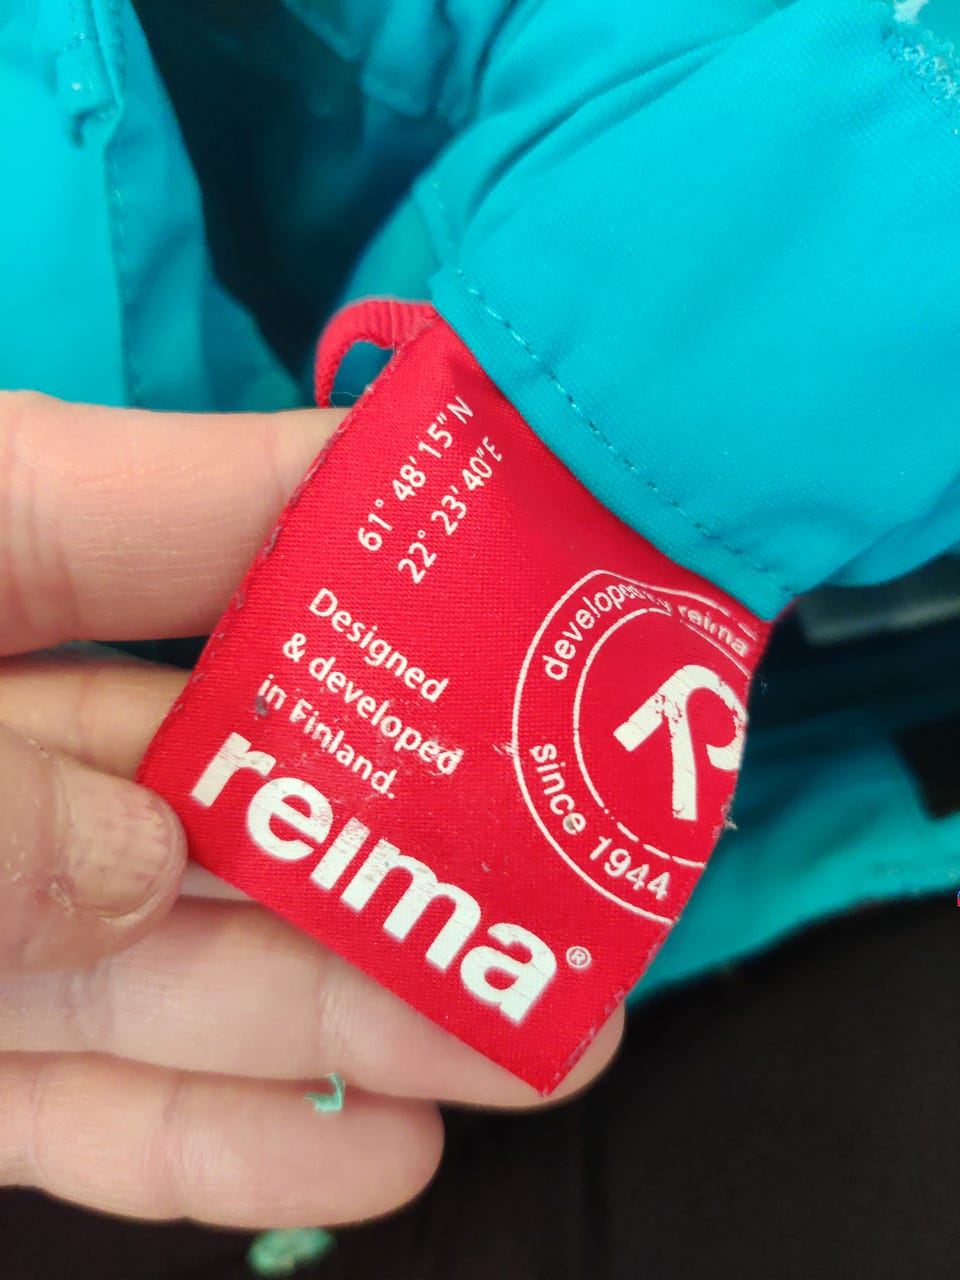 61° 48' 15" N
22° 23' 40" E
Designed
& developed
in Finland.
reima®
developed by reima
since 1944